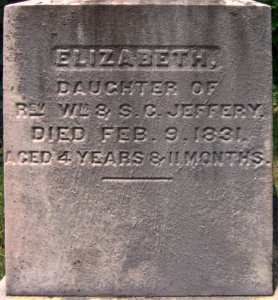 ELIZABETH,
DAUGHTER OF
REV WM & S. C. JEFFERY,
DIED FEB. 9. 1831.
AGED 4 YEARS & 11 MONTHS.